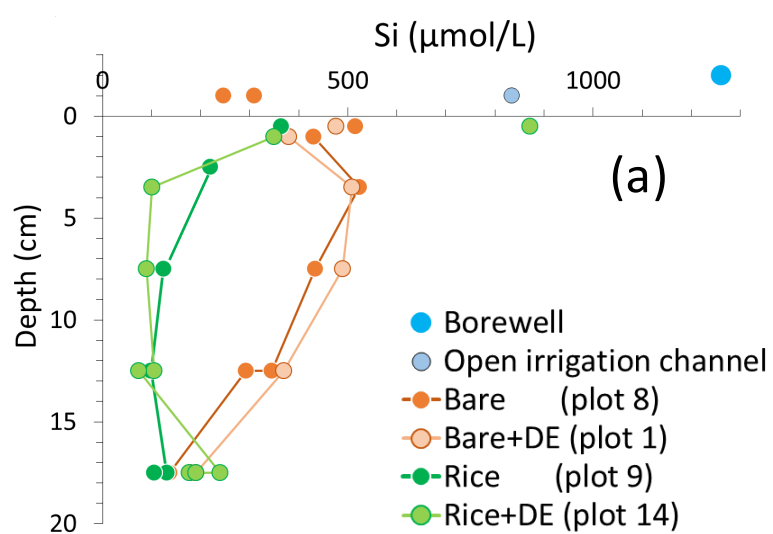 Si (µmol/L)
0 500 1000
0
(a)
5
Depth (cm)
10
Borewell
Open irrigation channel
Bare (plot 8)
15
Bare+DE (plot 1)
Rice (plot 9)
Rice+DE (plot 14)
20